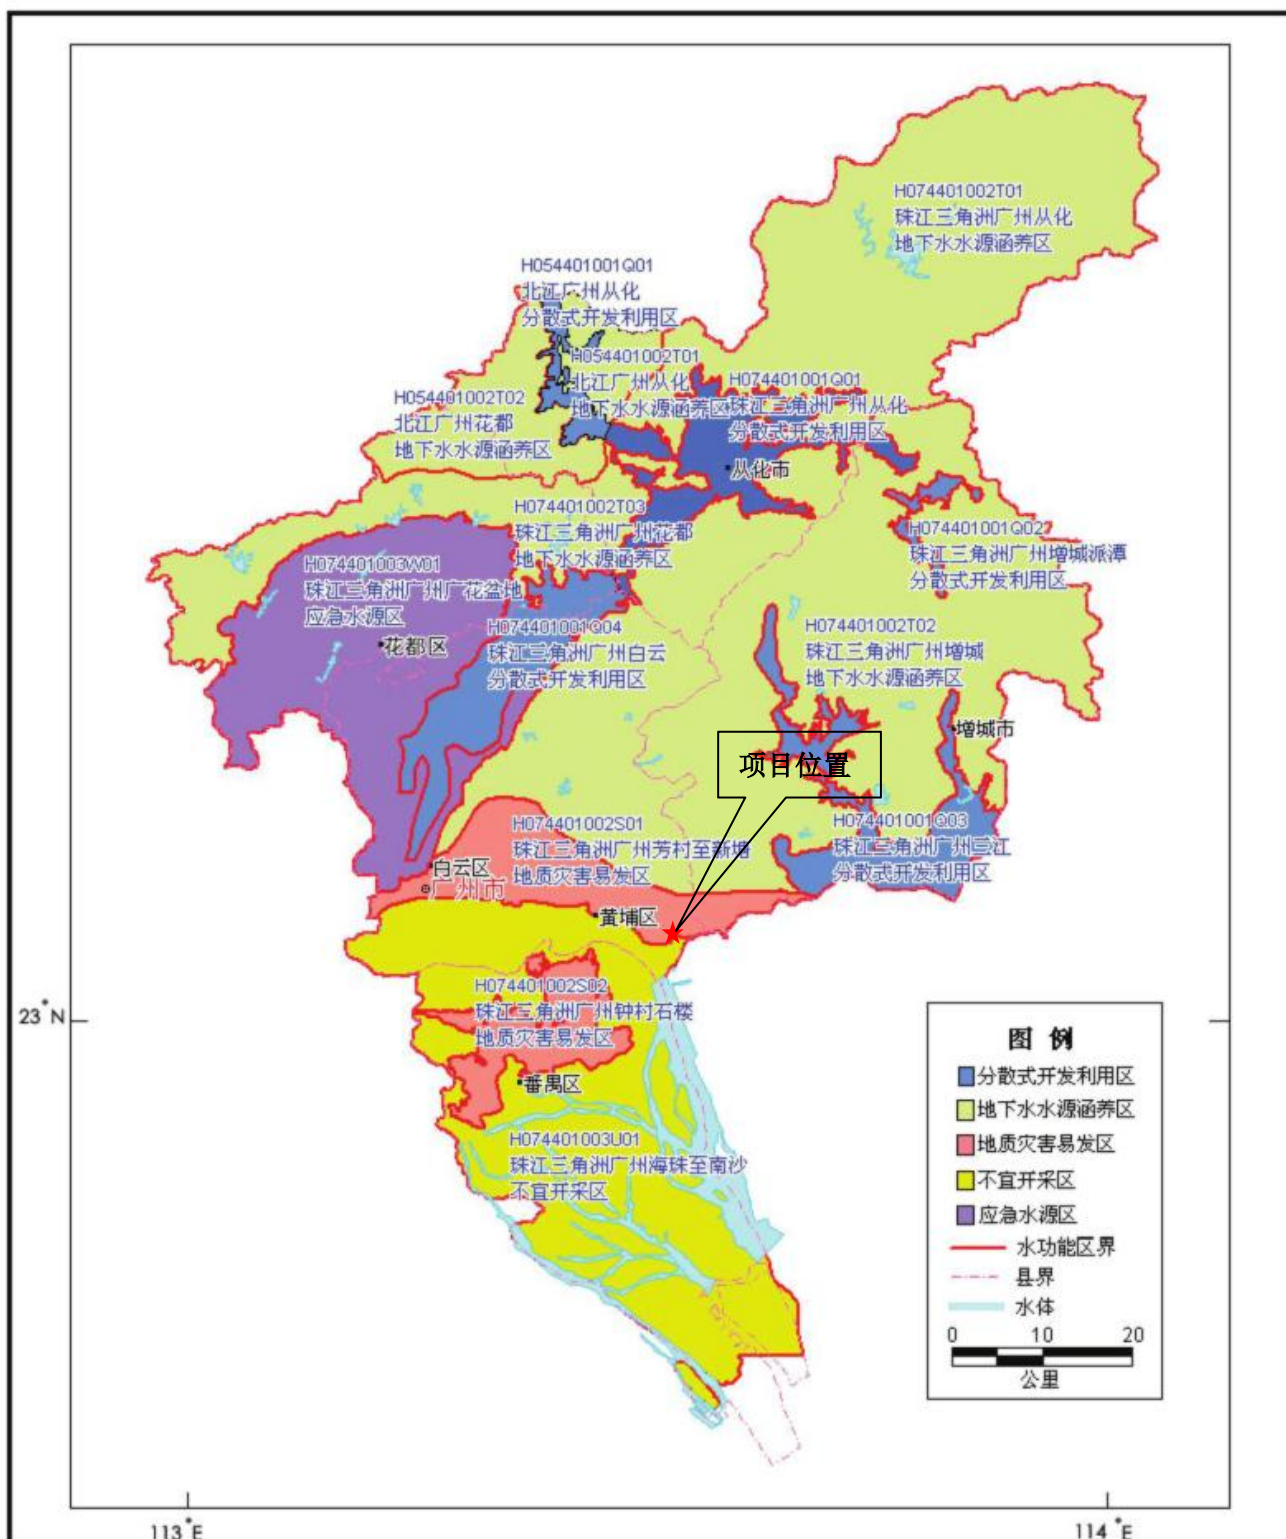 H074401002T01
珠江三角洲广州从化
地下水水源涵养区
H054401001Q01
北江广州从化
分散式开发利用区
H054401002T01
北江广州从化
地下水水源涵养区
H074401001Q01
珠江三角洲广州从化
分散式开发利用区
H054401002T02
北江广州花都
地下水水源涵养区
从化市
H074401002T03
珠江三角洲广州花都
地下水水源涵养区
H074401001Q02
珠江三角洲广州增城派潭
分散式开发利用区
H074401003W01
珠江三角洲广州广花盆地
应急水源区
花都区
H074401001Q04
珠江三角洲广州白云
分散式开发利用区
H074401002T02
珠江三角洲广州增城
地下水水源涵养区
增城市
项目位置
H074401002S01
珠江三角洲广州芳村至新塘
地质灾害易发区
H074401001Q03
珠江三角洲广州三江
分散式开发利用区
白云区
广州市
黄埔区
H074401002S02
珠江三角洲广州钟村石楼
地质灾害易发区
番禺区
H074401003U01
珠江三角洲广州海珠至南沙
不宜开采区
23°N
图 例
分散式开发利用区
地下水水源涵养区
地质灾害易发区
不宜开采区
应急水源区
水功能区界
县界
水体
0 10 20
公里
113°E
114°E